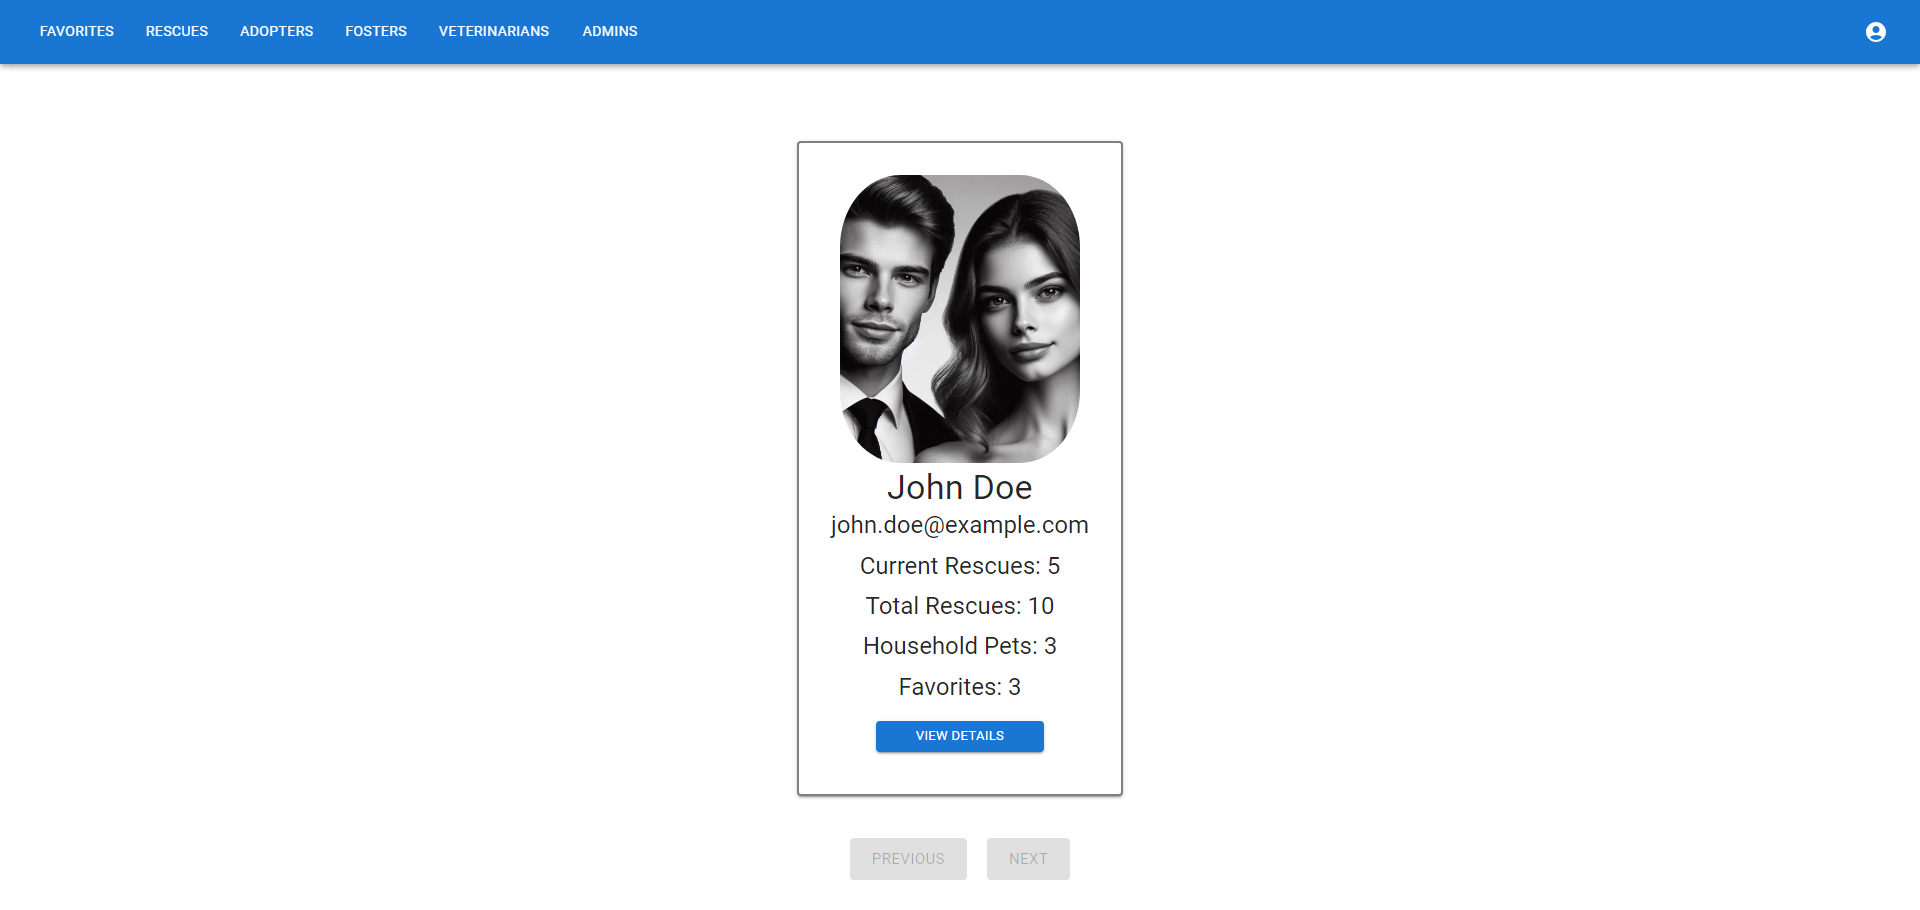 FAVORITES RESCUES ADOPTERS FOSTERS VETERINARIANS ADMINS
John Doe
john.doe@example.com
Current Rescues: 5
Total Rescues: 10
Household Pets: 3
Favorites: 3
VIEW DETAILS
PREVIOUS NEXT